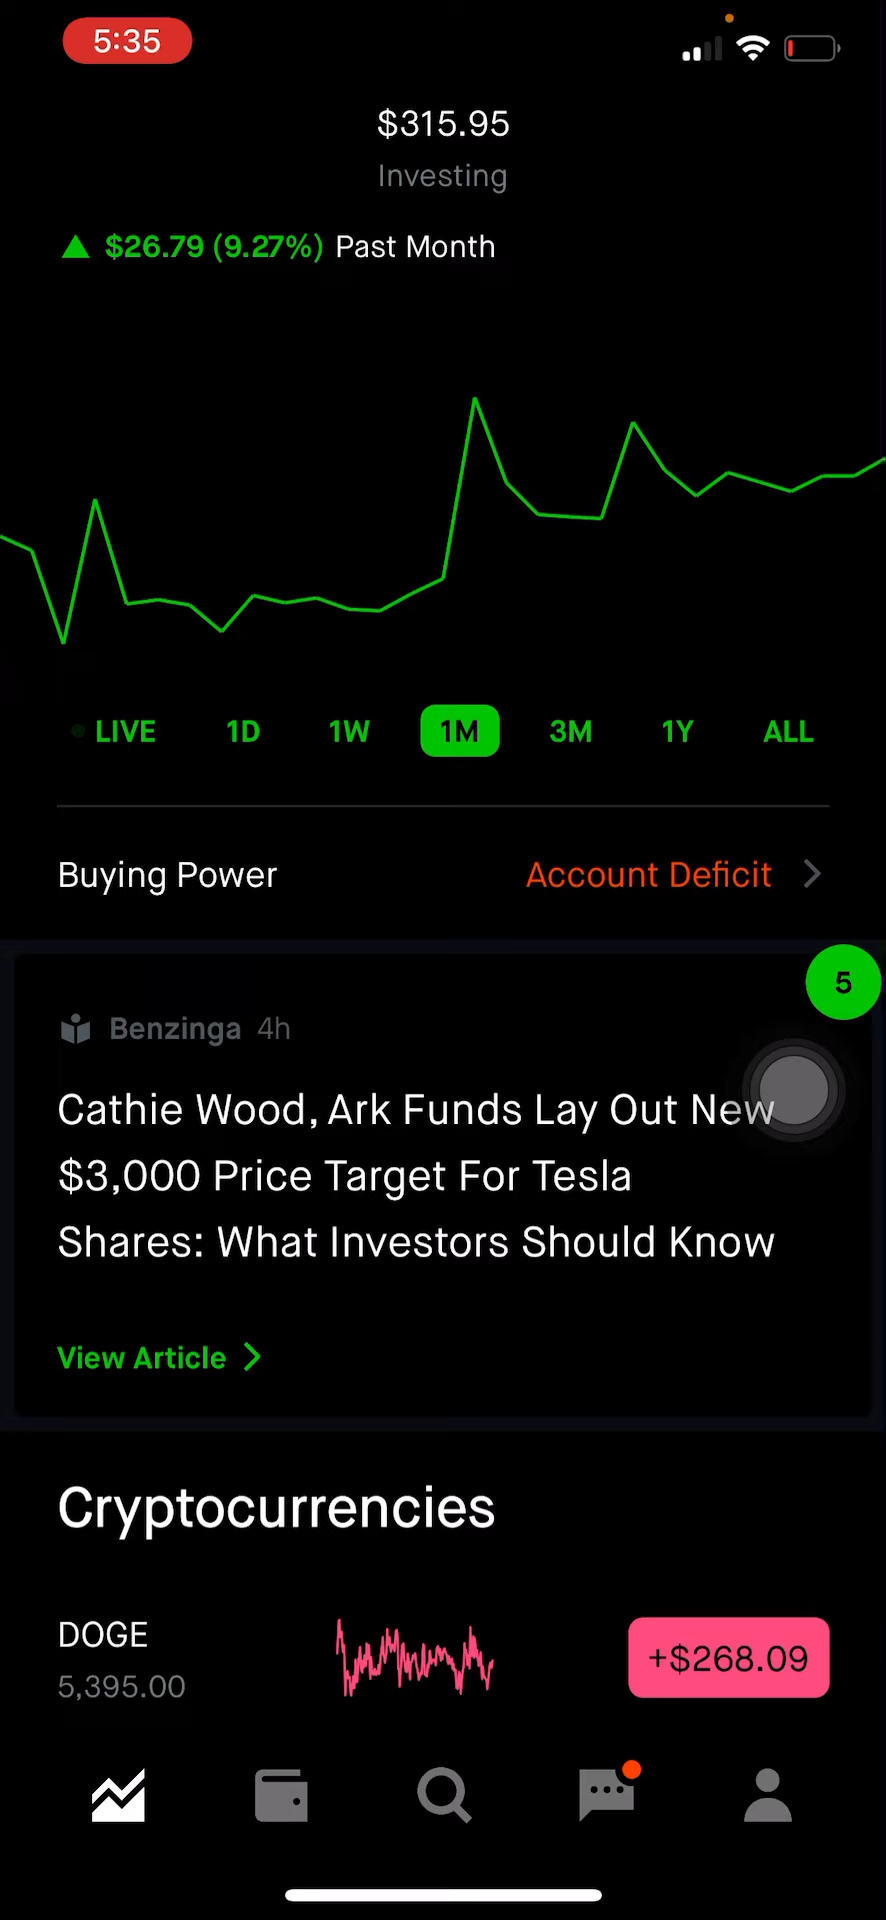 5:35
$315.95
Investing
$26.79 (9.27%) Past Month
LIVE 1D 1W 1M 3M 1Y ALL
Buying Power Account Deficit
5
Benzinga 4h
Cathie Wood, Ark Funds Lay Out New
$3,000 Price Target For Tesla
Shares: What Investors Should Know
View Article
Cryptocurrencies
DOGE
5,395.00
+$268.09